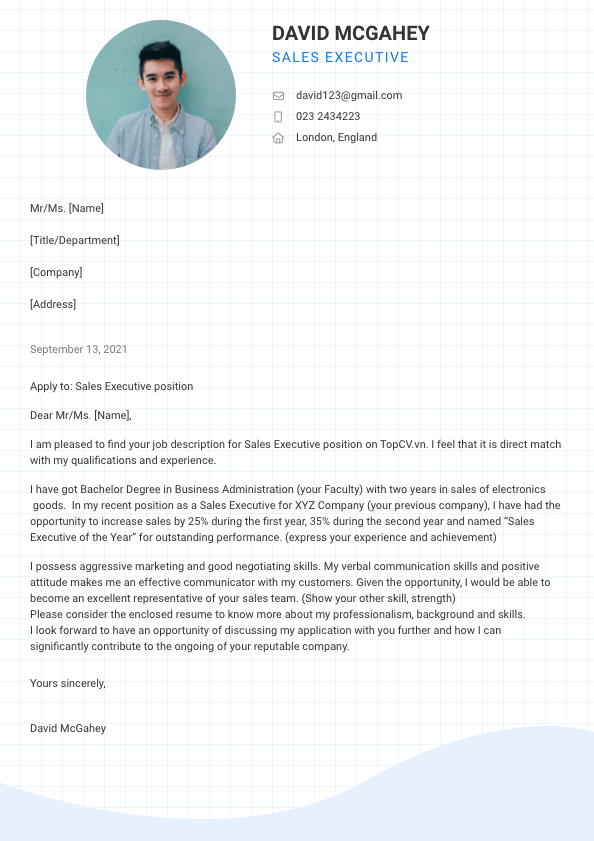 DAVID MCGAHEY
SALES EXECUTIVE
david123@gmail.com
023 2434223
London, England
Mr/Ms. [Name]
[Title/Department]
[Company]
[Address]
September 13, 2021
Apply to: Sales Executive position
Dear Mr/Ms. [Name],
I am pleased to find your job description for Sales Executive position on TopCV.vn. I feel that it is direct match
with my qualifications and experience.
I have got Bachelor Degree in Business Administration (your Faculty) with two years in sales of electronics
goods.  In my recent position as a Sales Executive for XYZ Company (your previous company), I have had the
opportunity to increase sales by 25% during the first year, 35% during the second year and named “Sales
Executive of the Year” for outstanding performance. (express your experience and achievement)
I possess aggressive marketing and good negotiating skills. My verbal communication skills and positive
attitude makes me an effective communicator with my customers. Given the opportunity, I would be able to
become an excellent representative of your sales team. (Show your other skill, strength)
Please consider the enclosed resume to know more about my professionalism, background and skills.
I look forward to have an opportunity of discussing my application with you further and how I can
significantly contribute to the ongoing of your reputable company.
Yours sincerely,
David McGahey